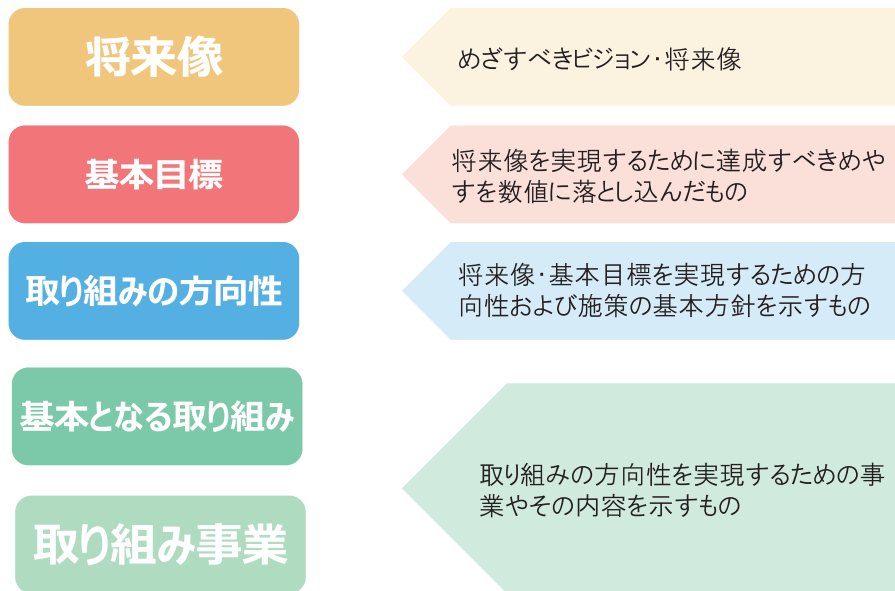 将来像
めざすべきビジョン・将来像
基本目標
将来像を実現するために達成すべきめや
すを数値に落とし込んだもの
取り組みの方向性
将来像・基本目標を実現するための方
向性および施策の基本方針を示すもの
基本となる取り組み
取り組みの方向性を実現するための事
業やその内容を示すもの
取り組み事業